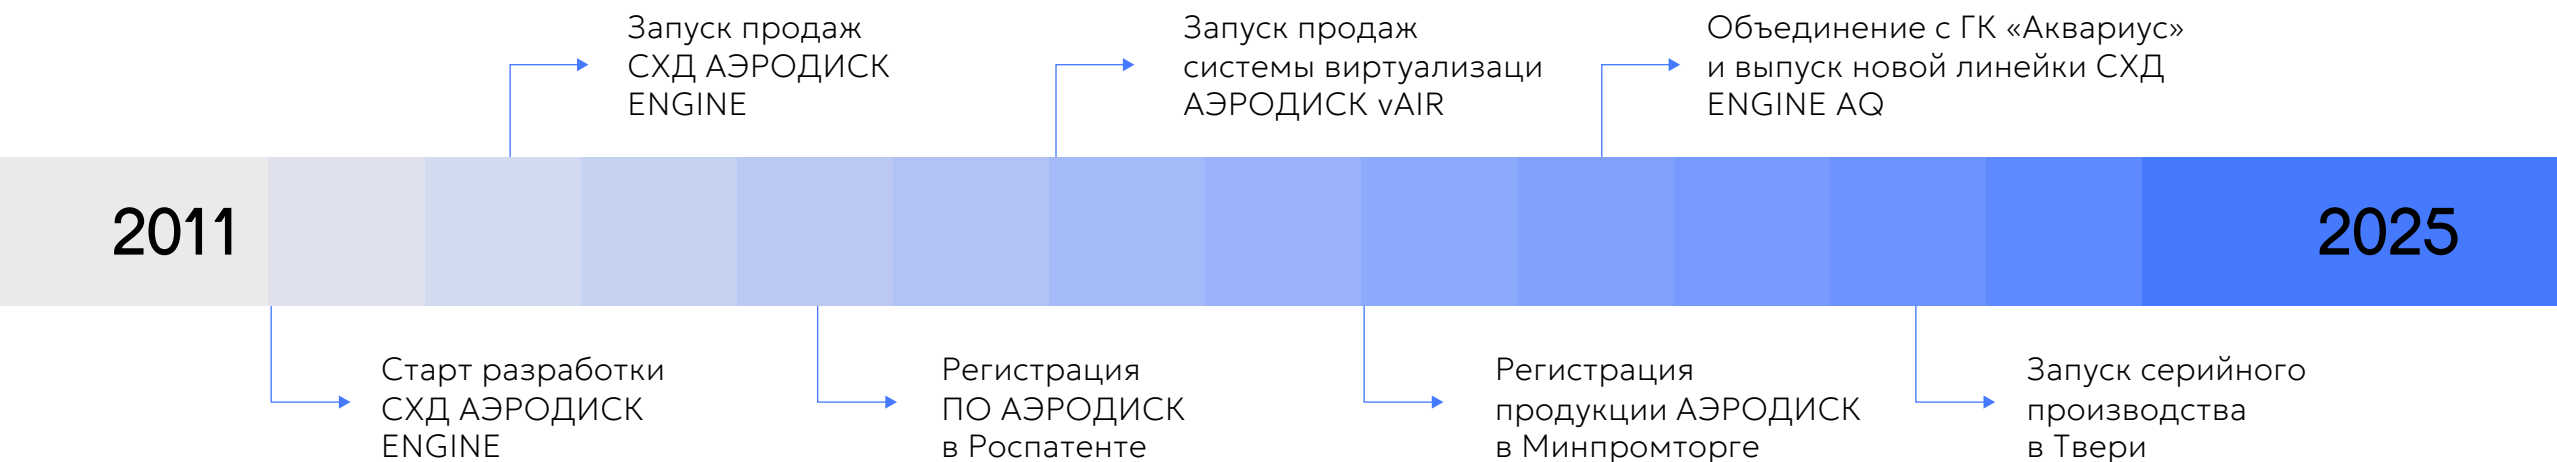 Запуск продаж
СХД АЭРОДИСК
ENGINE
Запуск продаж
системы виртуализаци
АЭРОДИСК vAIR
Объединение с ГК «Аквариус»
и выпуск новой линейки СХД
ENGINE AQ
2011
2025
Старт разработки
СХД АЭРОДИСК
ENGINE
Регистрация
ПО АЭРОДИСК
в Роспатенте
Регистрация
продукции АЭРОДИСК
в Минпромторге
Запуск серийного
производства
в Твери